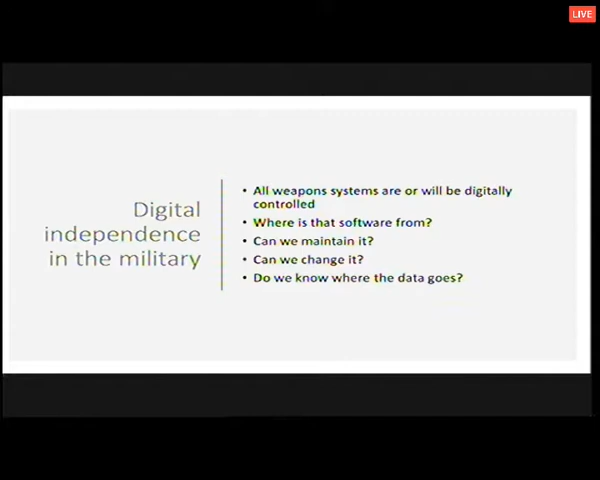 LIVE
Digital
independence
in the military
• All weapons systems are or will be digitally
controlled
• Where is that software from?
• Can we maintain it?
• Can we change it?
• Do we know where the data goes?